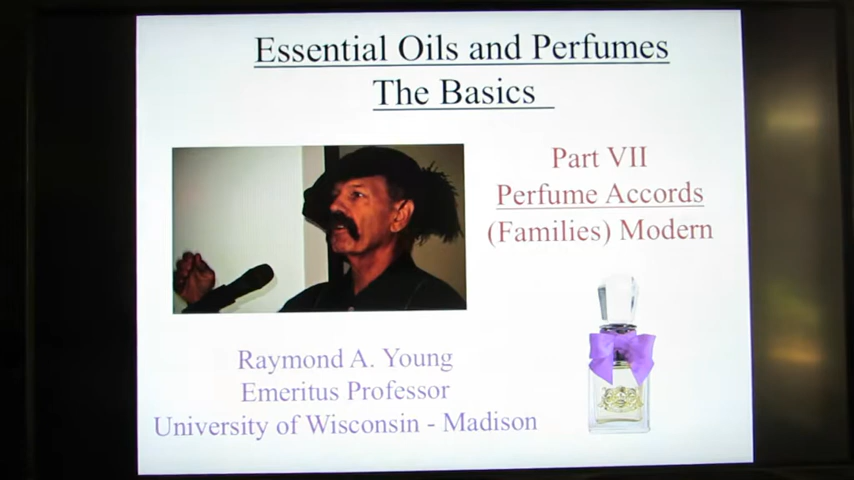 Essential Oils and Perfumes
The Basics
Part VII
Perfume Accords
(Families) Modern
Raymond A. Young
Emeritus Professor
University of Wisconsin - Madison